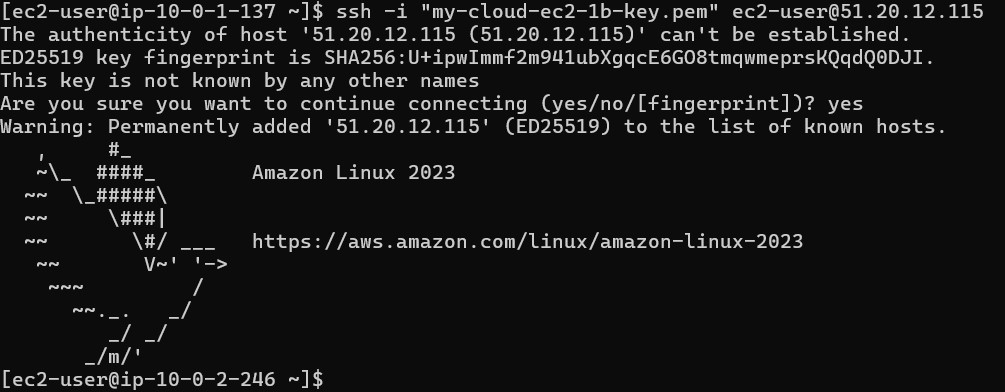 [ec2-user@ip-10-0-1-137 ~]$ ssh -i "my-cloud-ec2-1b-key.pem" ec2-user@51.20.12.115
The authenticity of host '51.20.12.115 (51.20.12.115)' can't be established.
ED25519 key fingerprint is SHA256:U+ipwImmf2m941ubXgqcE6GO8tmqwmeprsKQqdQ0DJI.
This key is not known by any other names
Are you sure you want to continue connecting (yes/no/[fingerprint])? yes
Warning: Permanently added '51.20.12.115' (ED25519) to the list of known hosts.
   ,     #_
   ~\_  ####_        Amazon Linux 2023
  ~~  \_#####\
  ~~     \###|
  ~~       \#/ ___   https://aws.amazon.com/linux/amazon-linux-2023
   ~~       V~' '->
    ~~~         /
      ~~._.   _/
         _/ _/
       _/m/'
[ec2-user@ip-10-0-2-246 ~]$